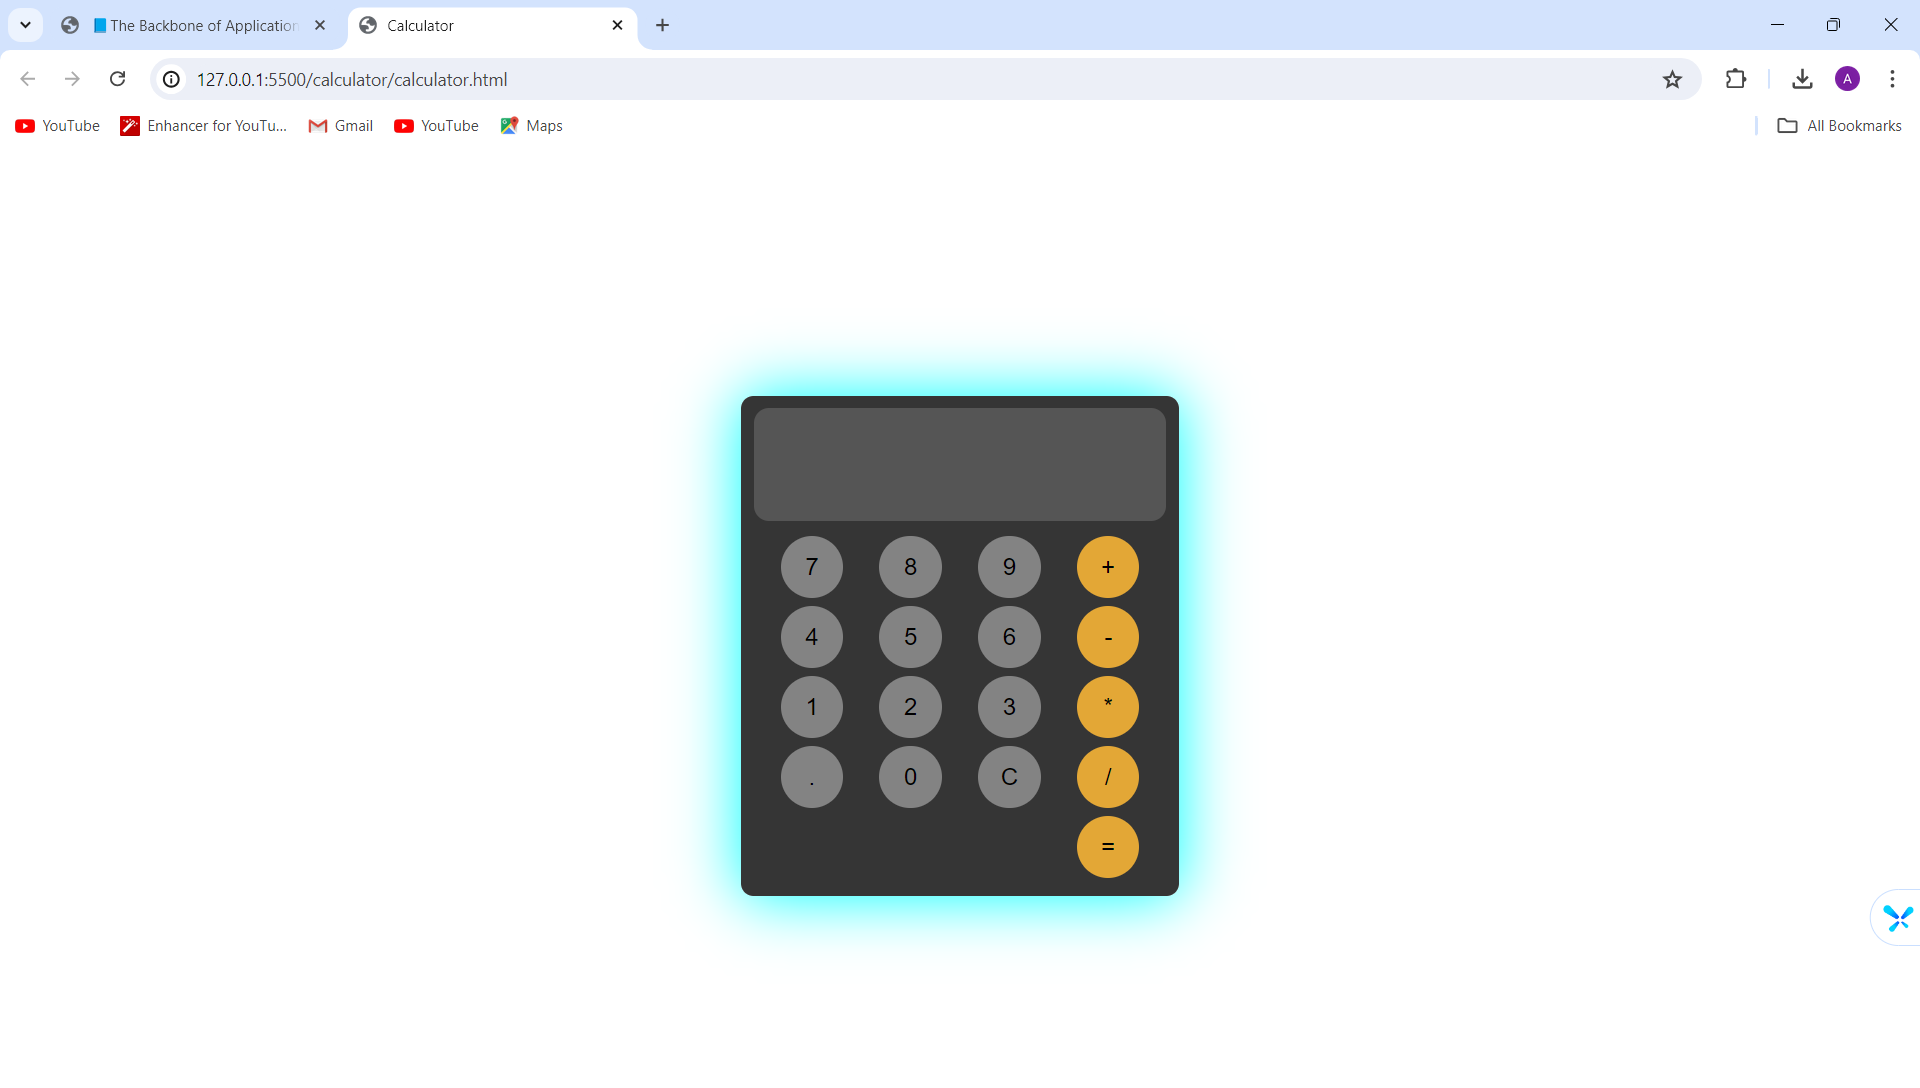 📘The Backbone of Application
Calculator
127.0.0.1:5500/calculator/calculator.html
A
YouTube
Enhancer for YouTu...
Gmail
YouTube
Maps
All Bookmarks
7 8 9 +
4 5 6 -
1 2 3 *
. 0 C /
=